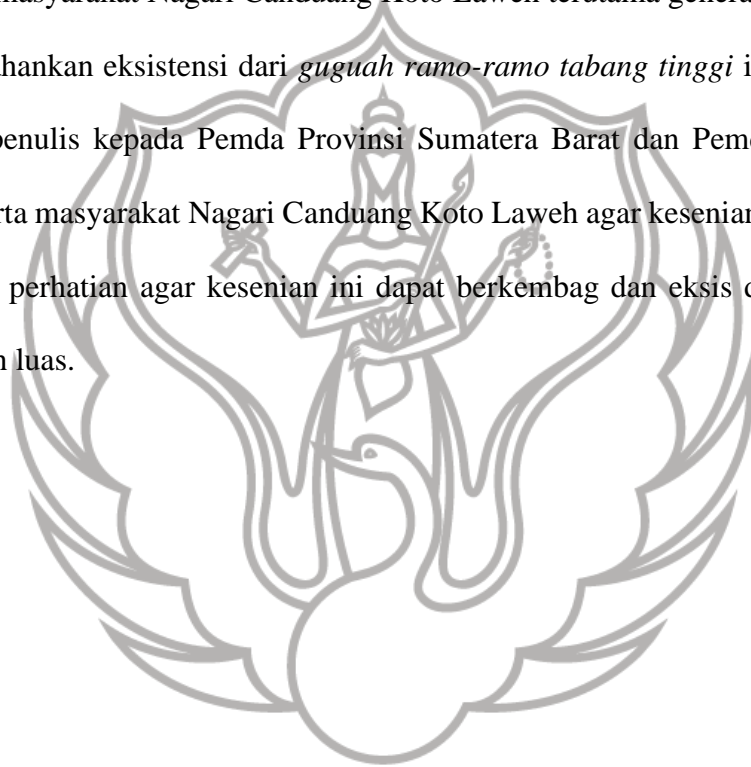 masyarakat Nagari Canduang Koto Laweh terutama genera
ahankan eksistensi dari guguah ramo-ramo tabang tinggi i
penulis kepada Pemda Provinsi Sumatera Barat dan Pem
rta masyarakat Nagari Canduang Koto Laweh agar kesenian
perhatian agar kesenian ini dapat berkembag dan eksis
luas.